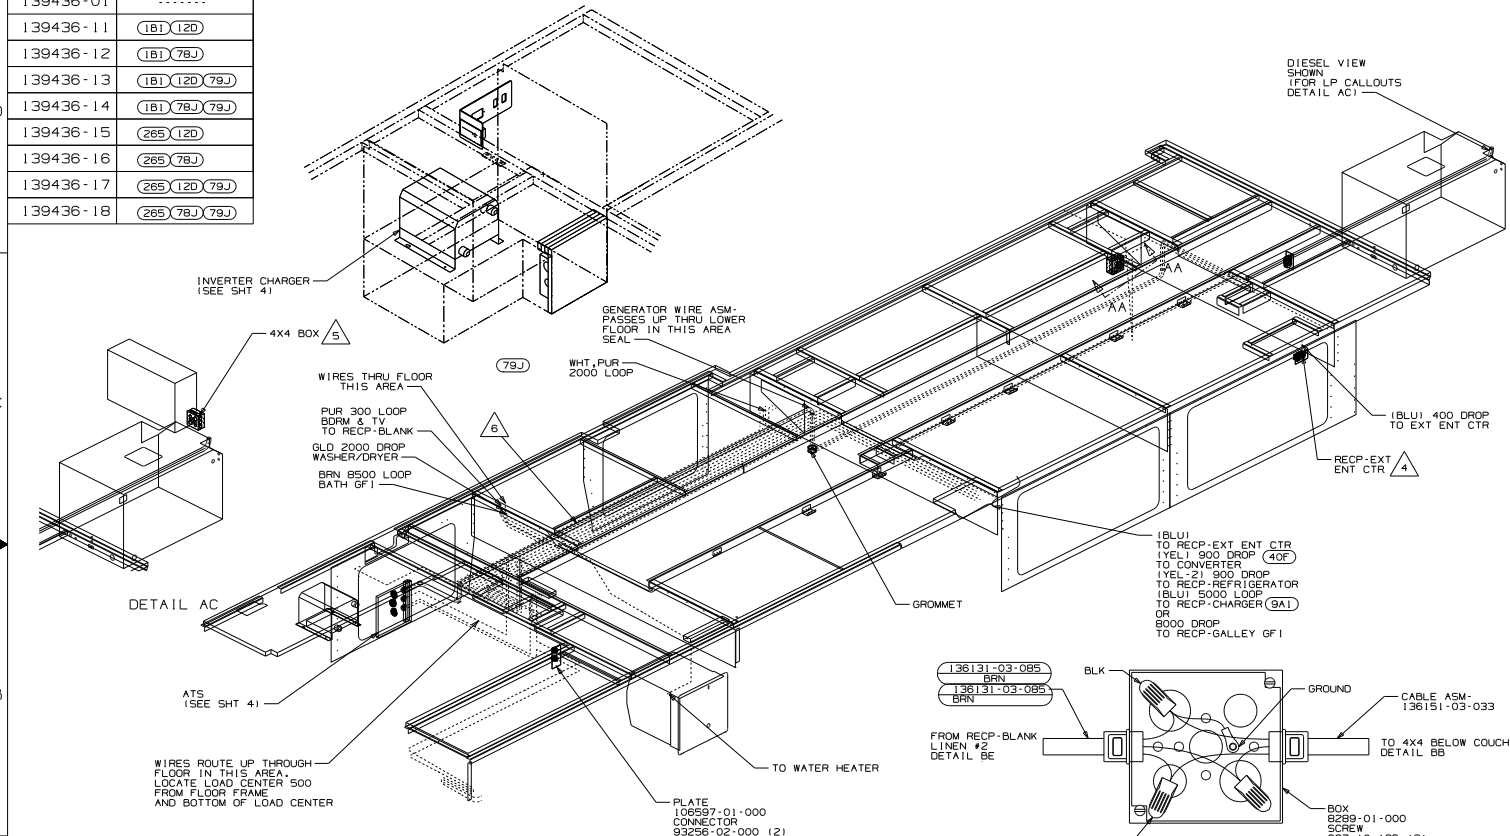 139436-01 -------
139436-11 1B1 12D
139436-12 1B1 78J
139436-13 1B1 12D 79J
139436-14 1B1 78J 79J
139436-15 265 12D
139436-16 265 78J
139436-17 265 12D 79J
139436-18 265 78J 79J
DIESEL VIEW
SHOWN
(FOR LP CALLOUTS
DETAIL AC)
INVERTER CHARGER
(SEE SHT 4)
4X4 BOX 5
GENERATOR WIRE ASM-
PASSES UP THRU LOWER
FLOOR IN THIS AREA
SEAL
79J
WHT,PUR
2000 LOOP
WIRES THRU FLOOR
THIS AREA
PUR 300 LOOP
BDRM & TV
TO RECP-BLANK
GLD 2000 DROP
WASHER/DRYER
BRN 8500 LOOP
BATH GFI
6
AA
AA
(BLU) 400 DROP
TO EXT ENT CTR
RECP-EXT
ENT CTR 4
(BLU)
TO RECP-EXT ENT CTR
(YEL) 900 DROP 40F
TO CONVERTER
(YEL-2) 900 DROP
TO RECP-REFRIGERATOR
(BLU) 5000 LOOP
TO RECP-CHARGER 9A1
OR
8000 DROP
TO RECP-GALLEY GFI
GROMMET
DETAIL AC
ATS
(SEE SHT 4)
WIRES ROUTE UP THROUGH
FLOOR IN THIS AREA.
LOCATE LOAD CENTER 500
FROM FLOOR FRAME
AND BOTTOM OF LOAD CENTER
TO WATER HEATER
PLATE
106597-01-000
CONNECTOR
93256-02-000 (2)
136131-03-085
BRN
136131-03-085
BRN
BLK
GROUND
CABLE ASM-
136151-03-033
FROM RECP-BLANK
LINEN #2
DETAIL BE
TO 4X4 BELOW COUCH
DETAIL BB
BOX
8289-01-000
SCREW